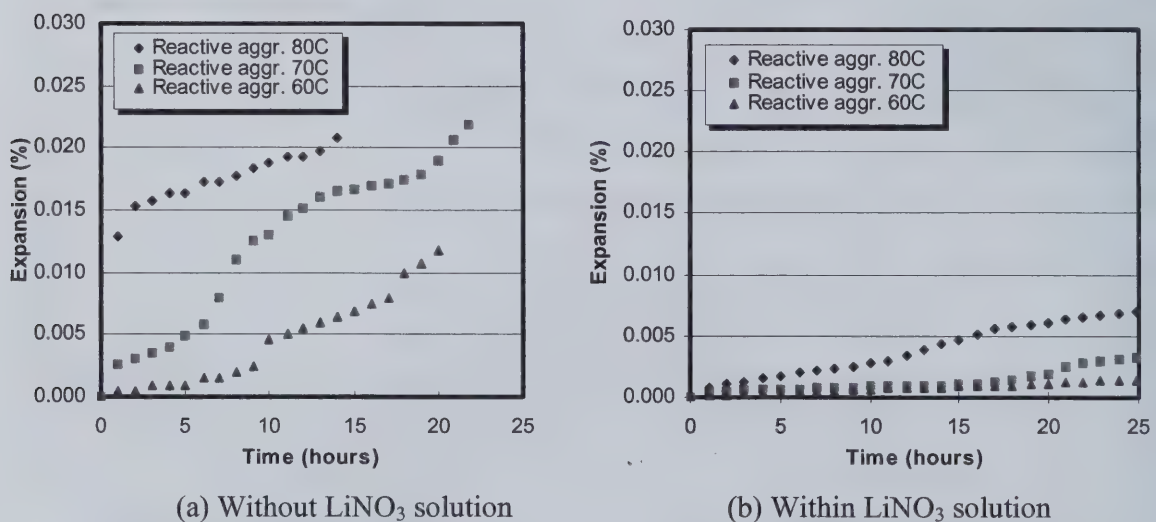 0.030
0.025
0.020
0.015
0.010
0.005
0.000
Expansion (%)
Reactive aggr. 80C
Reactive aggr. 70C
Reactive aggr. 60C
0 5 10 15 20 25
Time (hours)
(a) Without LiNO₃ solution
0.030
0.025
0.020
0.015
0.010
0.005
0.000
Expansion (%)
Reactive aggr. 80C
Reactive aggr. 70C
Reactive aggr. 60C
0 5 10 15 20 25
Time (hours)
(b) Within LiNO₃ solution